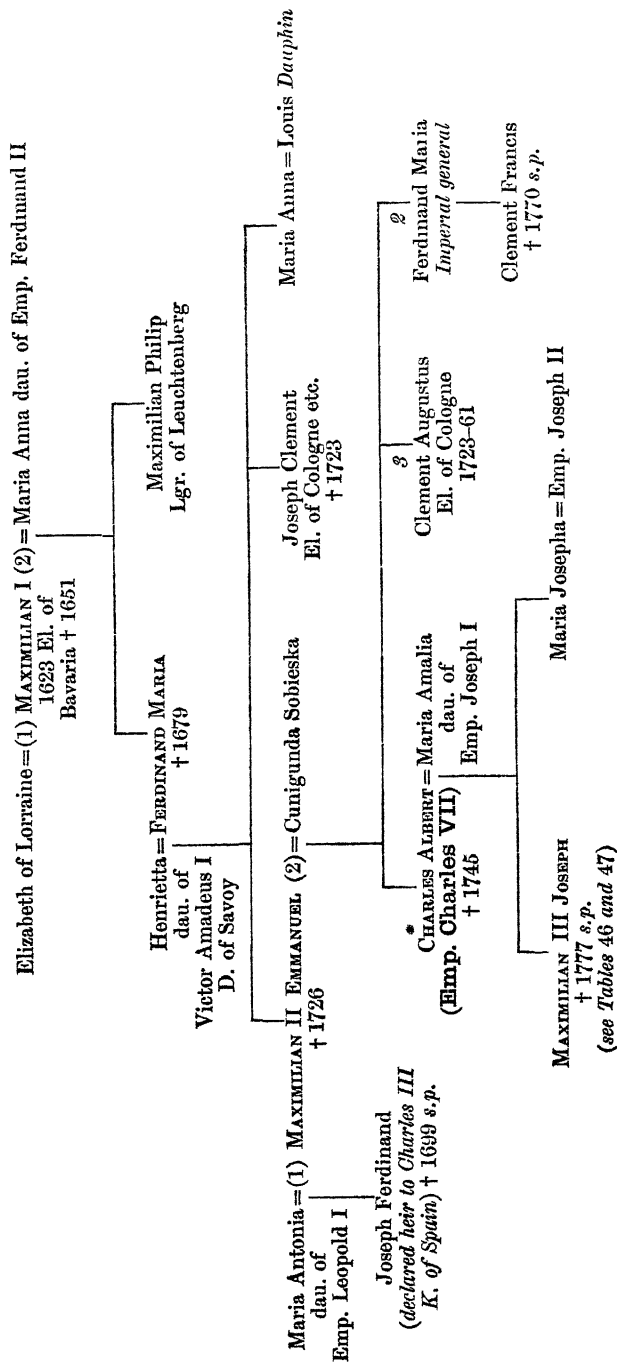 Elizabeth of Lorraine=(1) MAXIMILIAN I (2)=Maria Anna dau. of Emp. Ferdinand II
1623 El. of
Bavaria † 1651
Henrietta=FERDINAND MARIA
dau. of
† 1679
Victor Amadeus I
D. of Savoy
Maximilian Philip
Lgr. of Leuchtenberg
Maria Antonia=(1) MAXIMILIAN II EMMANUEL (2)=Cunigunda Sobieska
dau. of
† 1726
Emp. Leopold I
Joseph Clement
El. of Cologne etc.
† 1723
Maria Anna=Louis Dauphin
Joseph Ferdinand
(declared heir to Charles III
K. of Spain) † 1699 s.p.
*
CHARLES ALBERT=Maria Amalia
(Emp. Charles VII)
dau. of
† 1745
Emp. Joseph I
3
Clement Augustus
El. of Cologne
1723–61
2
Ferdinand Maria
Imperial general
Clement Francis
† 1770 s.p.
MAXIMILIAN III JOSEPH
† 1777 s.p.
(see Tables 46 and 47)
Maria Josepha=Emp. Joseph II